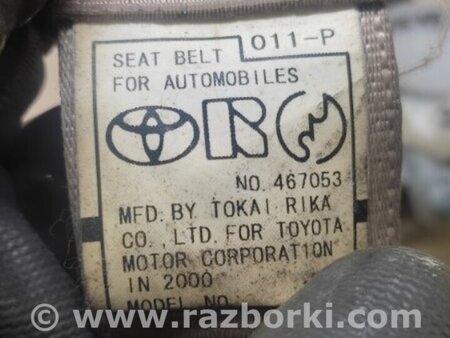 SEAT BELT 011-P
FOR AUTOMOBILES
NO. 467053
MFD. BY TOKAI RIKA
CO., LTD. FOR TOYOTA
MOTOR CORPORATION
IN 2000
MODEL NO.
www.razborki.com